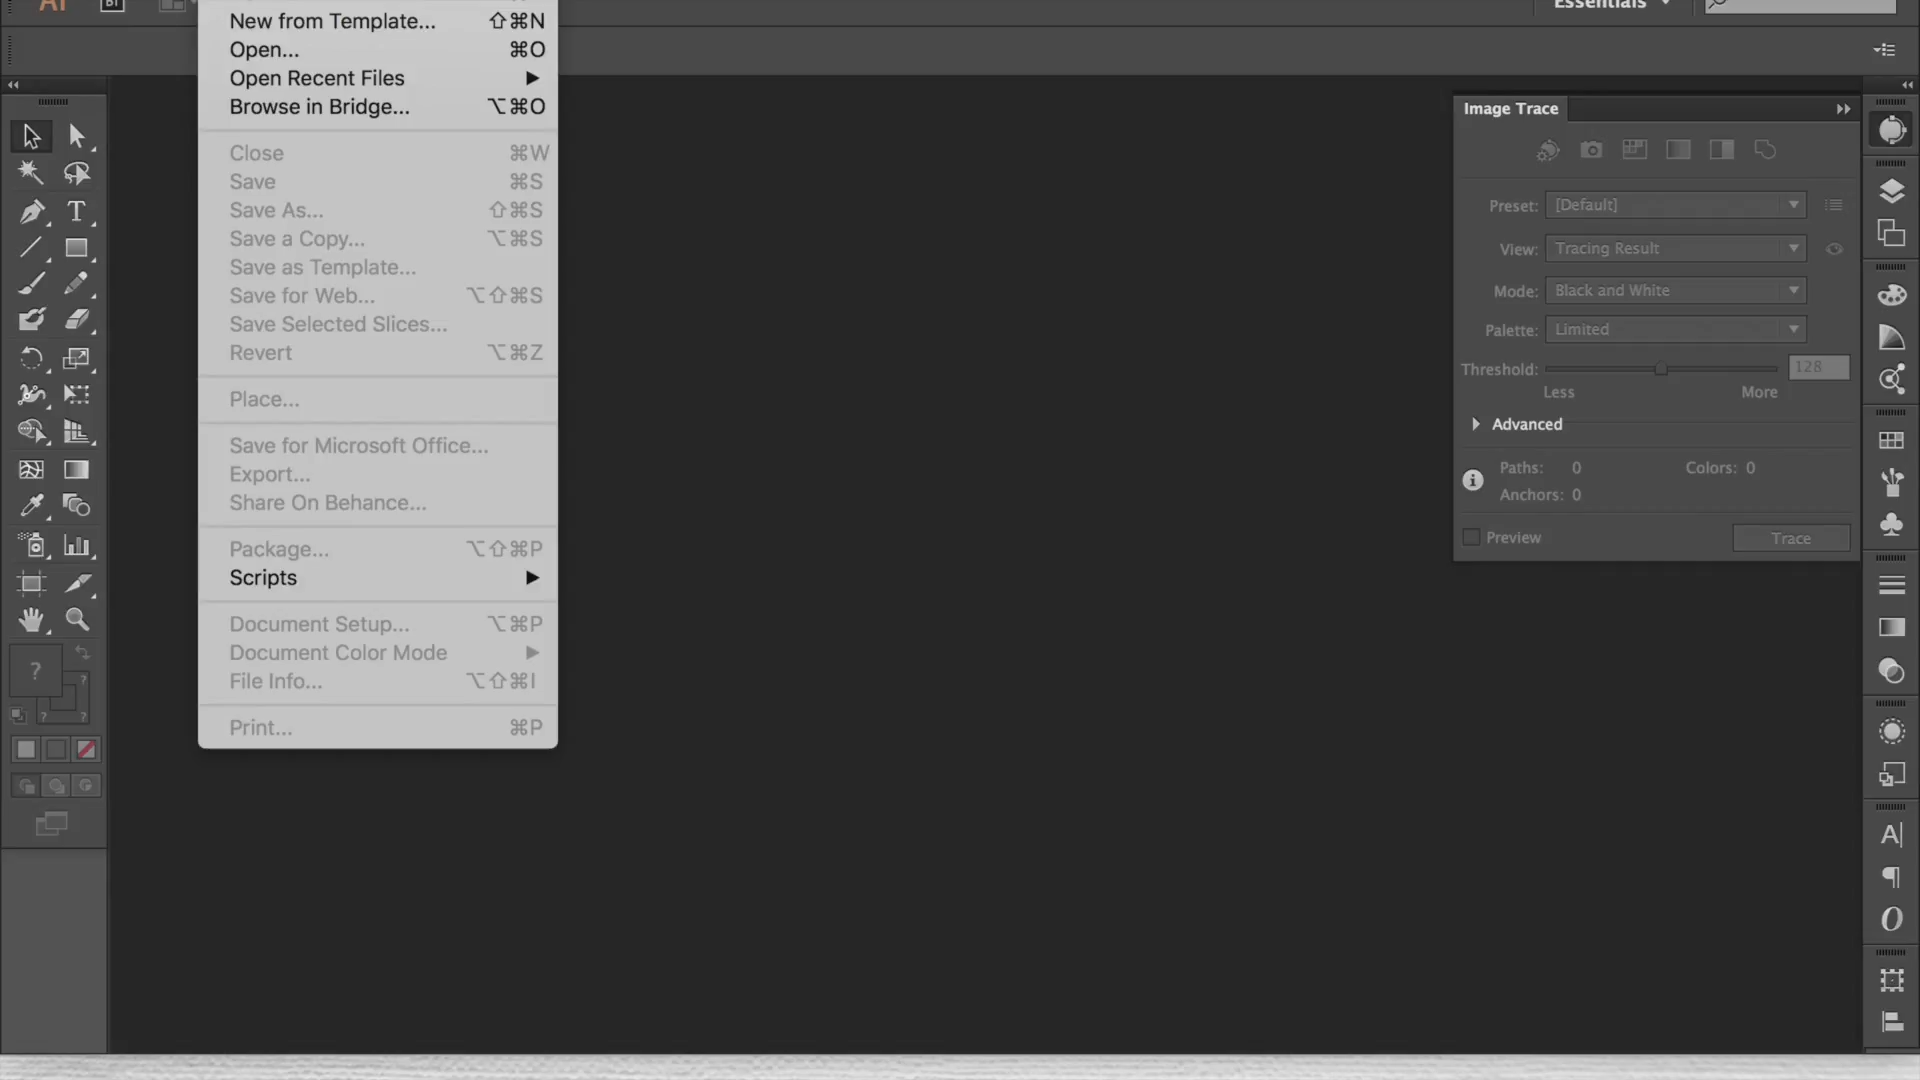 Ai
Br
Essentials
New from Template... ⇧⌘N
Open... ⌘O
Open Recent Files ▶
Browse in Bridge... ⌥⌘O
Close ⌘W
Save ⌘S
Save As... ⇧⌘S
Save a Copy... ⌥⌘S
Save as Template...
Save for Web... ⌥⇧⌘S
Save Selected Slices...
Revert ⌥⌘Z
Place...
Save for Microsoft Office...
Export...
Share On Behance...
Package... ⌥⇧⌘P
Scripts ▶
Document Setup... ⌥⌘P
Document Color Mode ▶
File Info... ⌥⇧⌘I
Print... ⌘P
Image Trace
Preset: [Default]
View: Tracing Result
Mode: Black and White
Palette: Limited
Threshold: 128
Less More
Advanced
Paths: 0 Colors: 0
Anchors: 0
Preview Trace